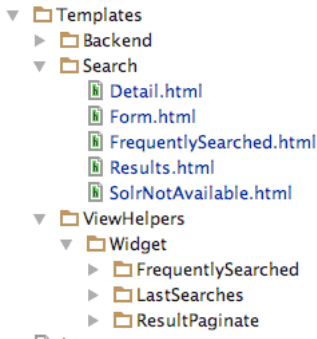 Templates
Backend
Search
Detail.html
Form.html
FrequentlySearched.html
Results.html
SolrNotAvailable.html
ViewHelpers
Widget
FrequentlySearched
LastSearches
ResultPaginate